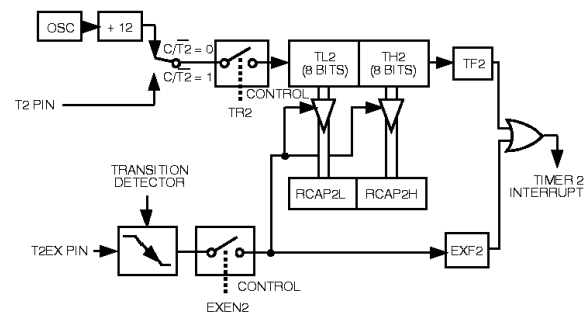 OSC
÷ 12
C/T2 = 0
C/T2 = 1
TL2
(8 BITS)
TH2
(8 BITS)
TF2
CONTROL
TR2
T2 PIN
TRANSITION
DETECTOR
RCAP2L
RCAP2H
TIMER 2
INTERRUPT
T2EX PIN
EXF2
CONTROL
EXEN2